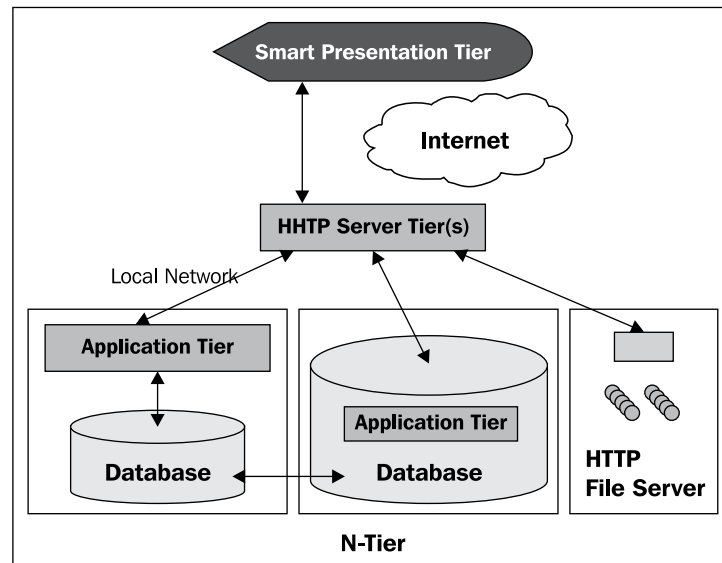 Smart Presentation Tier
Internet
HHTP Server Tier(s)
Local Network
Application Tier
Database
Application Tier
Database
HTTP
File Server
N-Tier